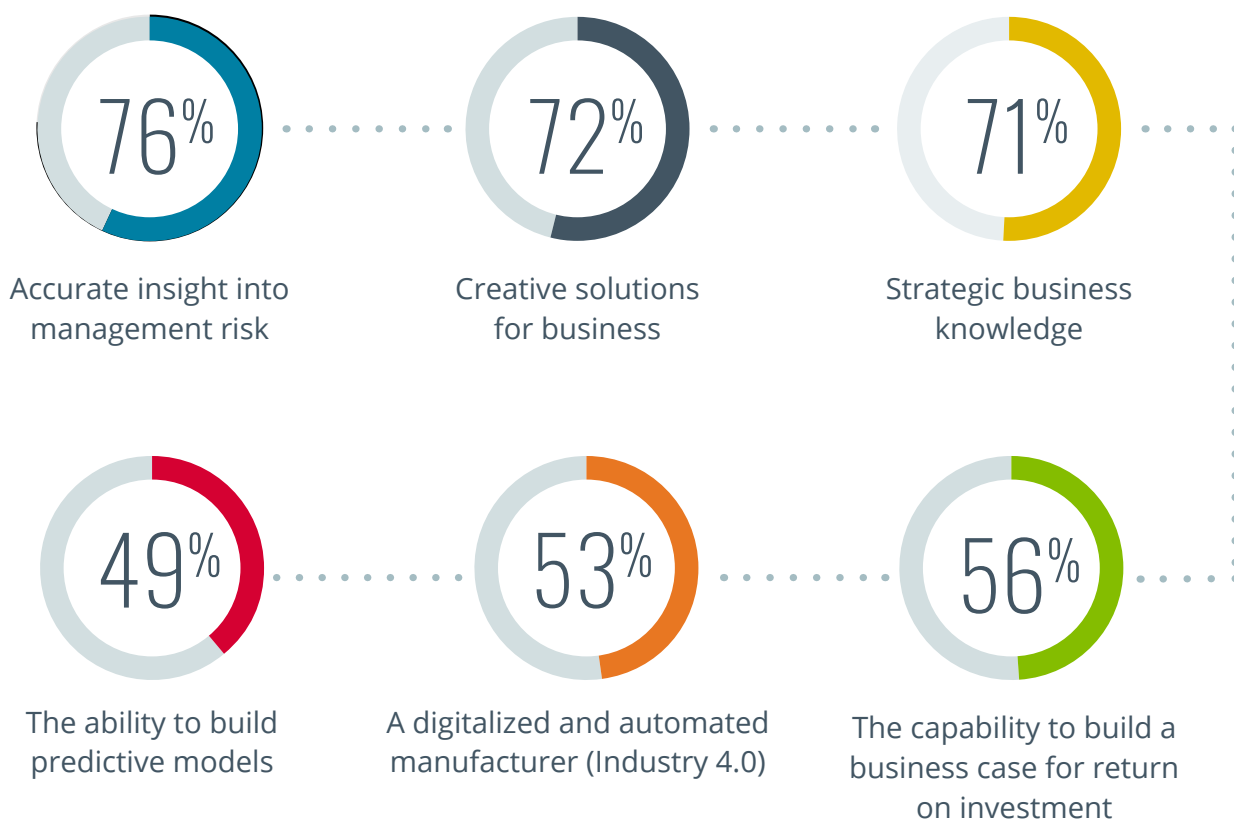 76%
Accurate insight into
management risk
72%
Creative solutions
for business
71%
Strategic business
knowledge
49%
The ability to build
predictive models
53%
A digitalized and automated
manufacturer (Industry 4.0)
56%
The capability to build a
business case for return
on investment